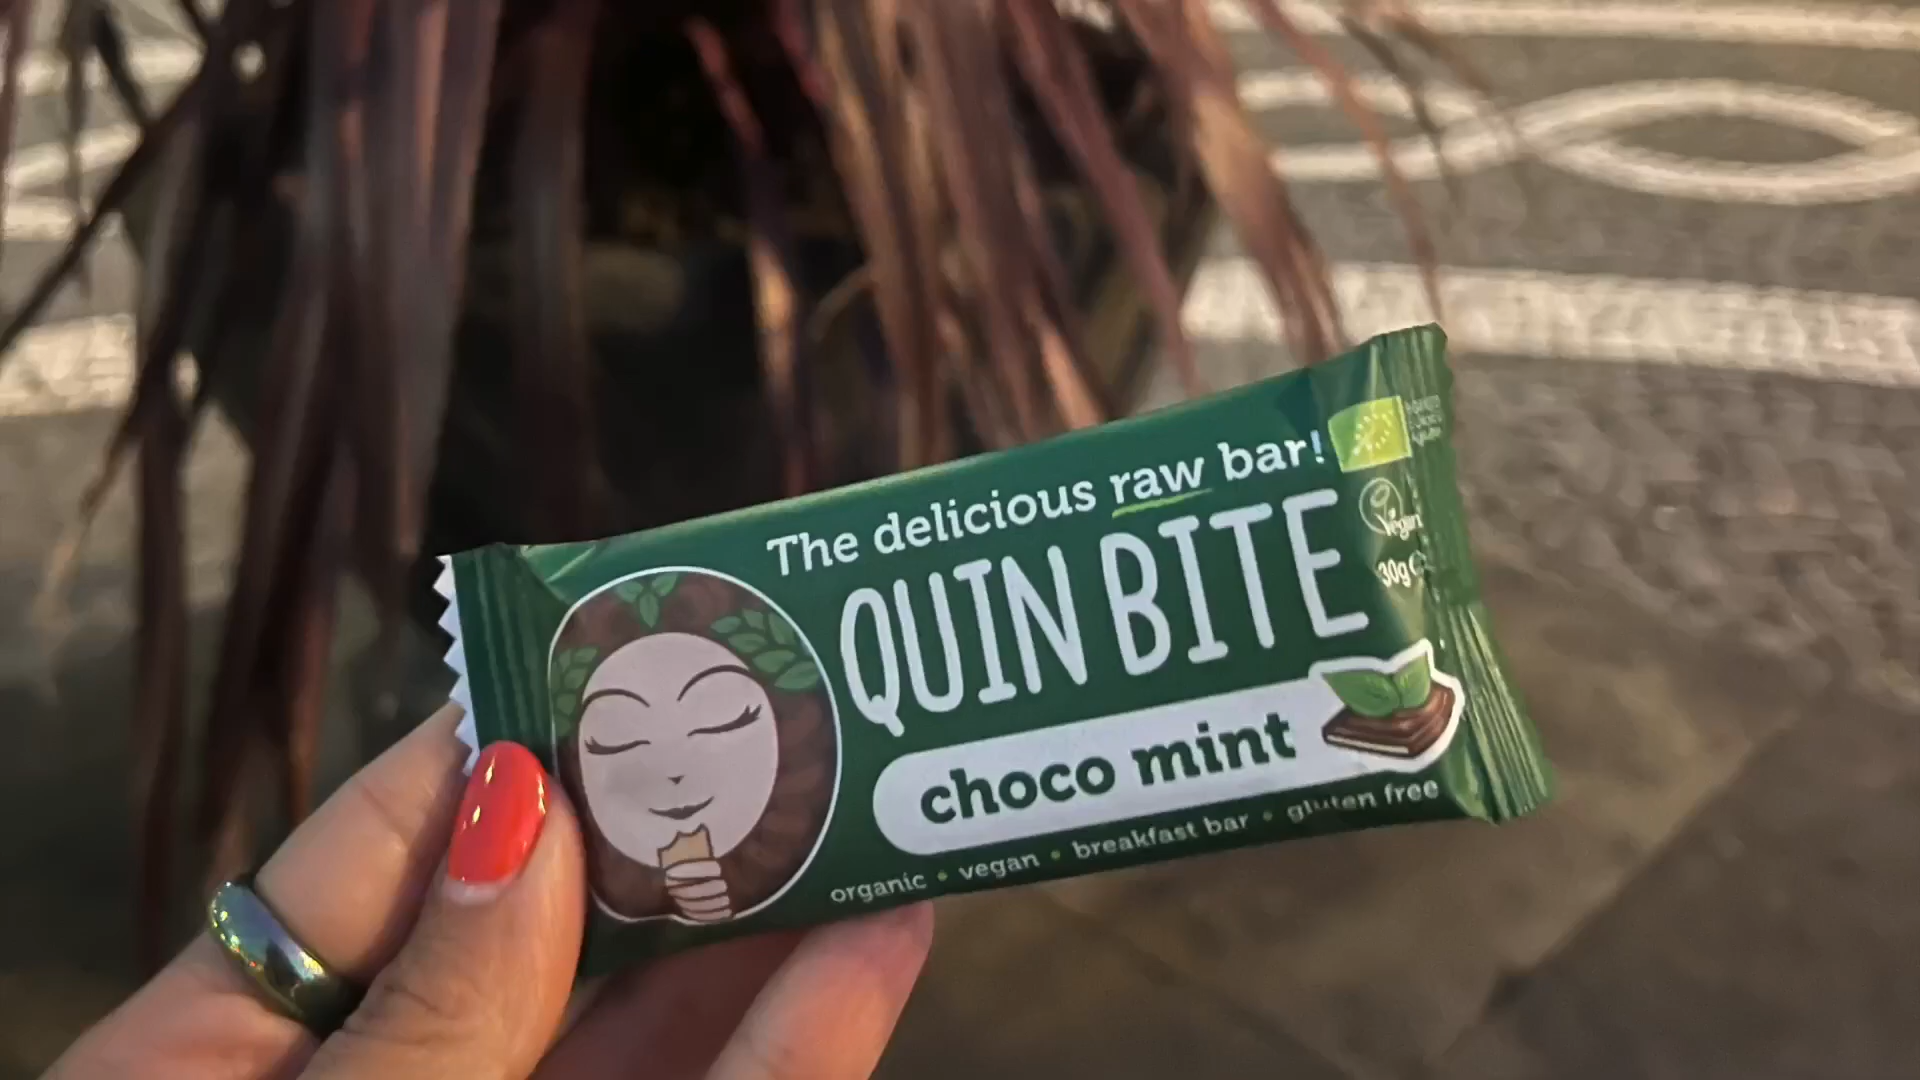 The delicious raw bar!
QUIN BITE
Vegan
30g
choco mint
organic • vegan • breakfast bar • gluten free